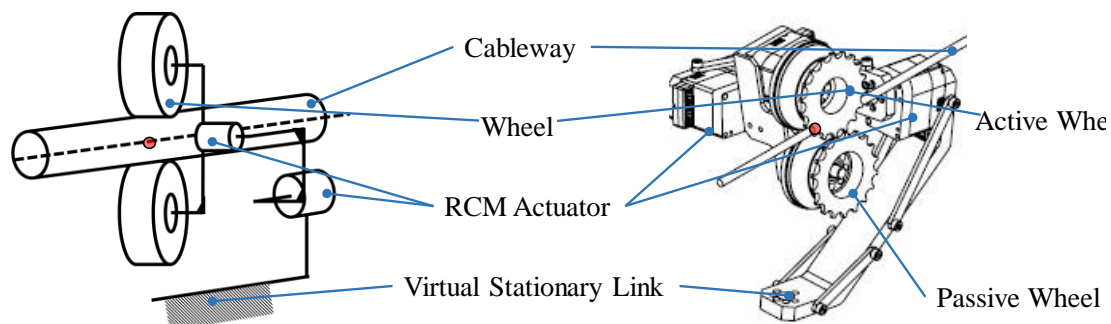 Cableway
Wheel
Active Whe
RCM Actuator
Virtual Stationary Link
Passive Wheel